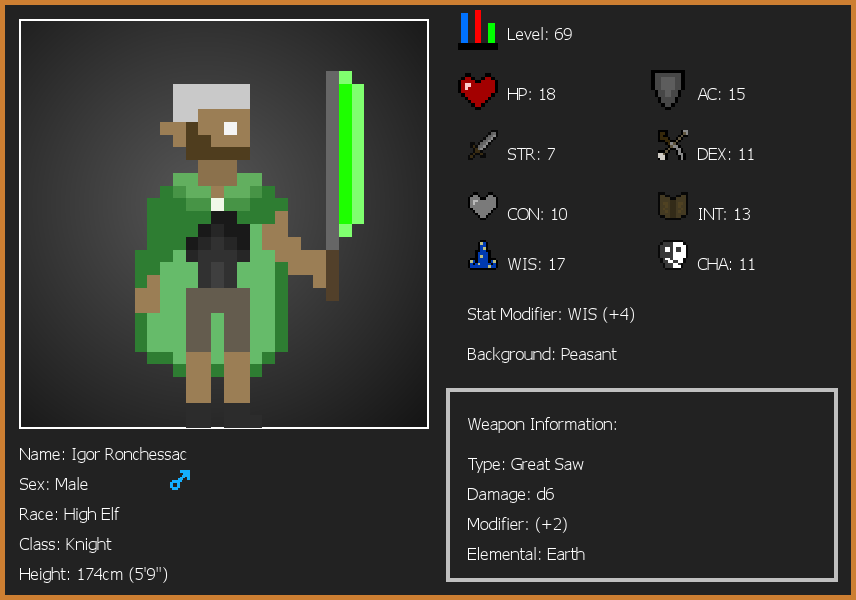 Level: 69
HP: 18
AC: 15
STR: 7
DEX: 11
CON: 10
INT: 13
WIS: 17
CHA: 11
Stat Modifier: WIS (+4)
Background: Peasant
Weapon Information:
Type: Great Saw
Damage: d6
Modifier: (+2)
Elemental: Earth
Name: Igor Ronchessac
Sex: Male
Race: High Elf
Class: Knight
Height: 174cm (5'9")